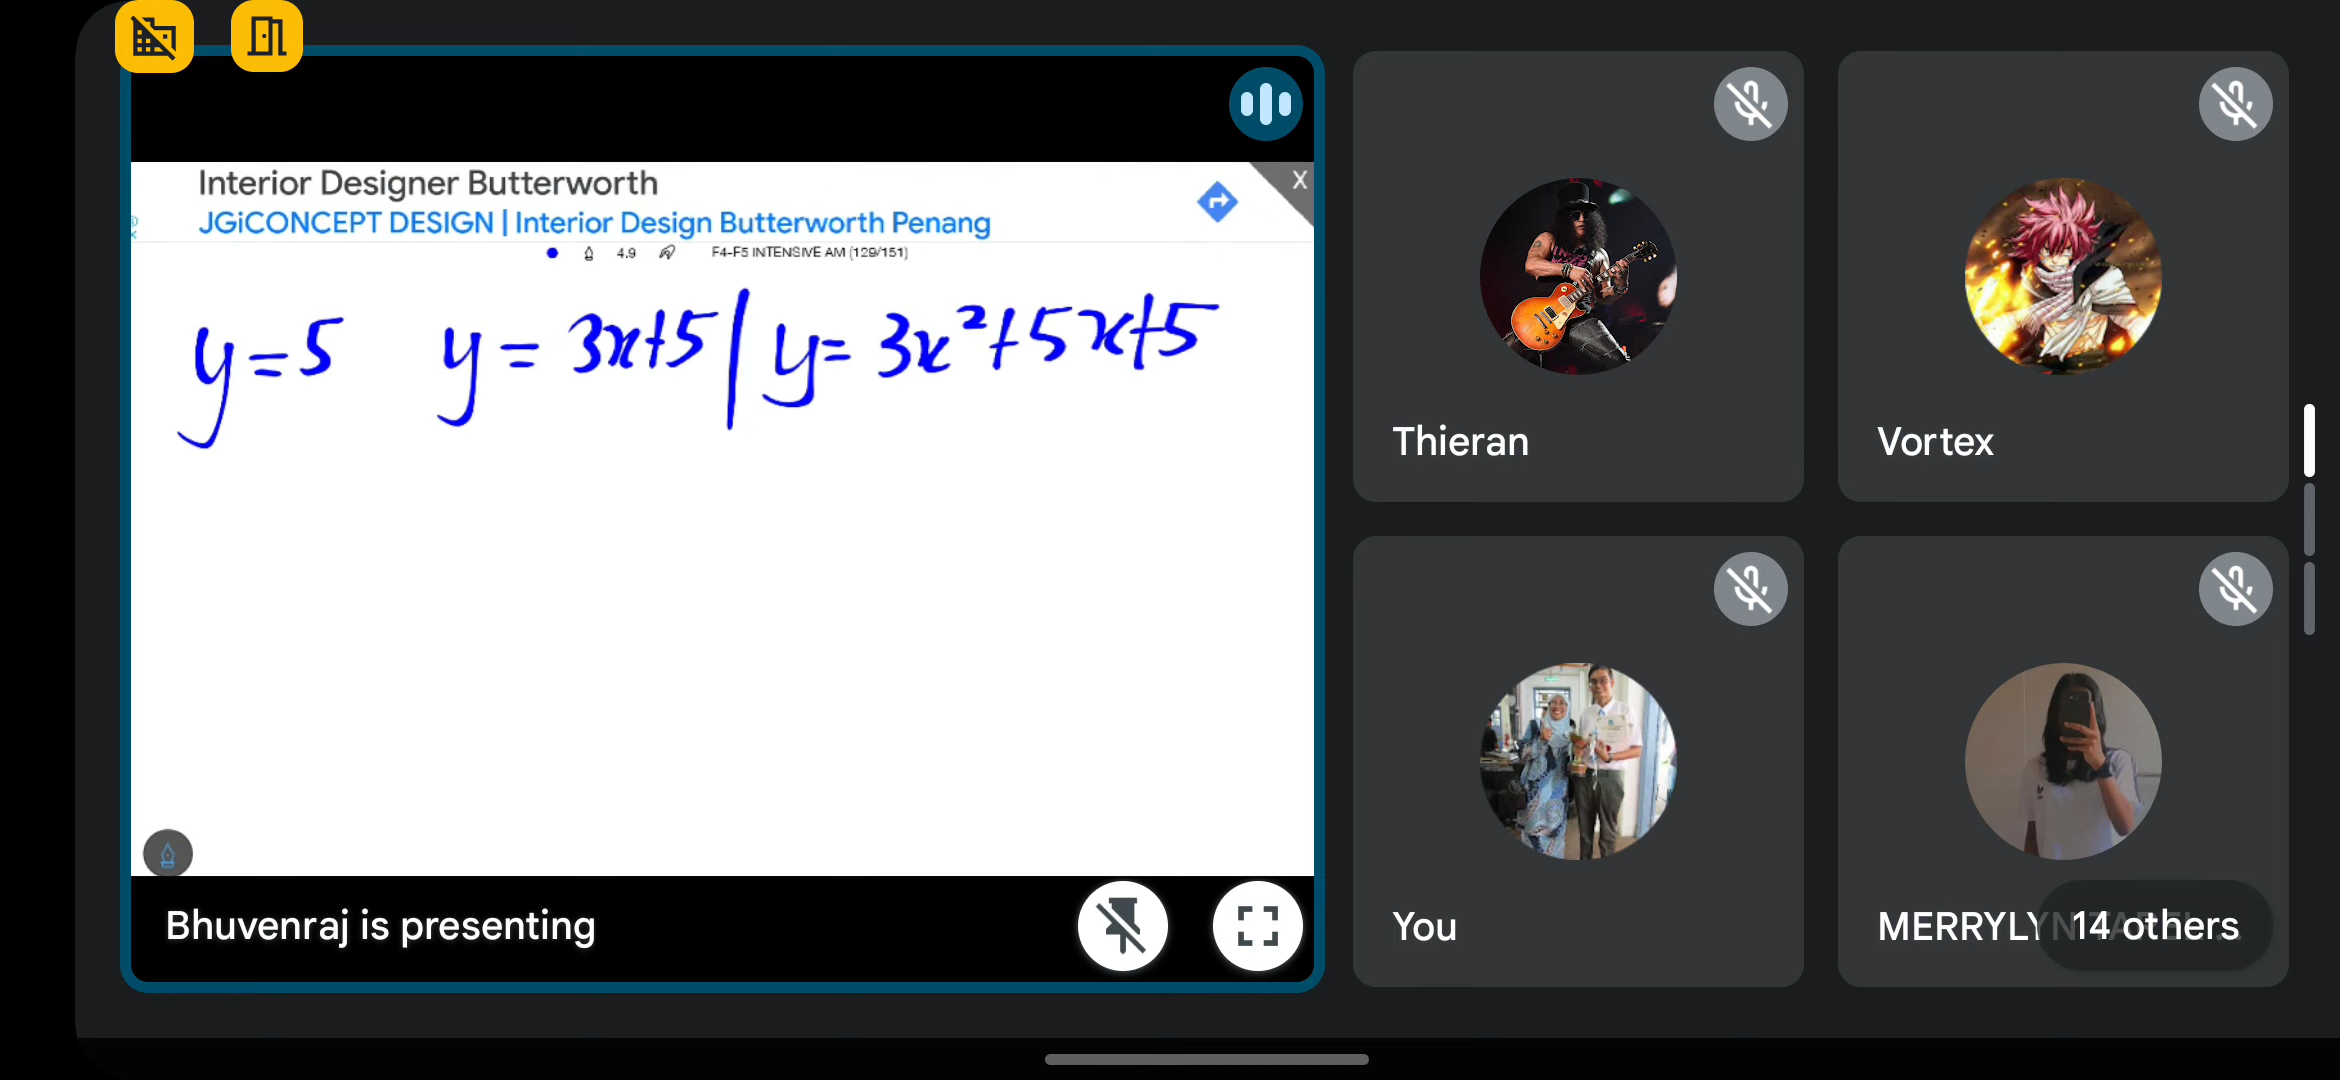 Interior Designer Butterworth
X
JGiCONCEPT DESIGN | Interior Design Butterworth Penang
4.9 F4-F5 INTENSIVE AM (129/151)
y=5 y=3x+5 | y=3x²+5x+5
Bhuvenraj is presenting
Thieran
Vortex
You
MERRYLYN
14 others